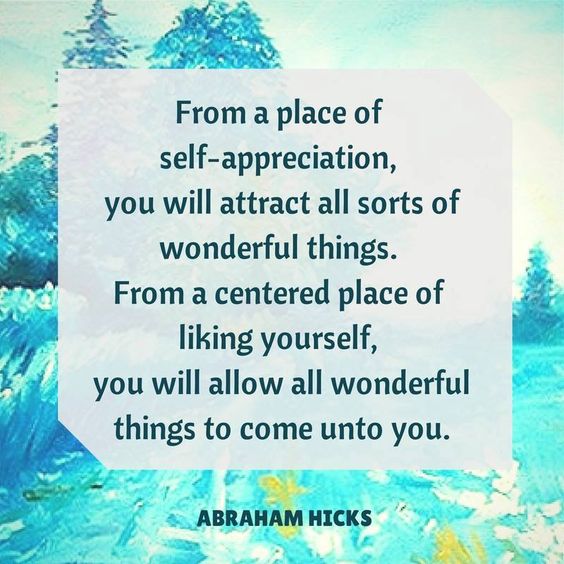 From a place of
self-appreciation,
you will attract all sorts of
wonderful things.
From a centered place of
liking yourself,
you will allow all wonderful
things to come unto you.
ABRAHAM HICKS